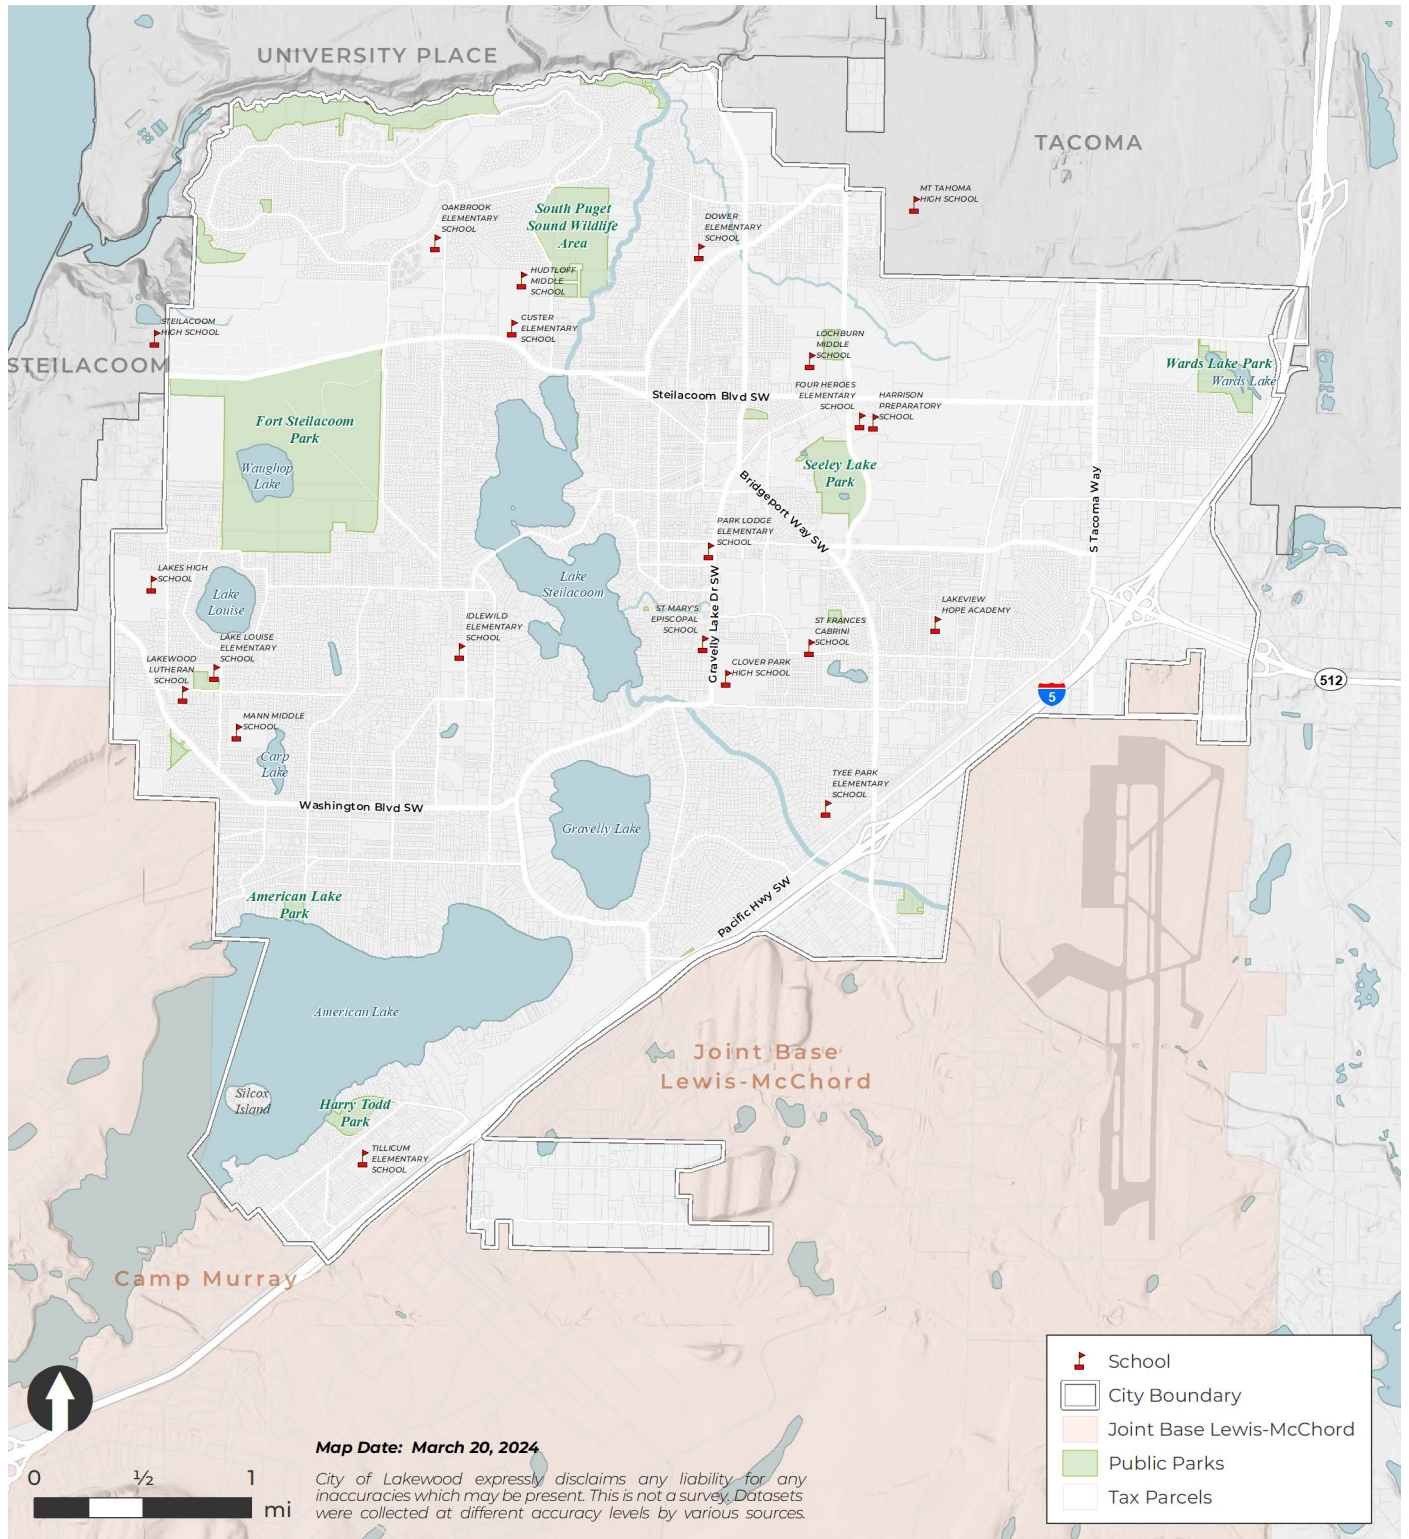 UNIVERSITY PLACE
TACOMA
MT TAHOMA
HIGH SCHOOL
OAKBROOK
ELEMENTARY
SCHOOL
South Puget
Sound Wildlife
Area
DOWER
ELEMENTARY
SCHOOL
HUDTLOFF
MIDDLE
SCHOOL
CUSTER
ELEMENTARY
SCHOOL
STEILACOOM
HIGH SCHOOL
STEILACOOM
LOCHBURN
MIDDLE
SCHOOL
Wards Lake Park
Wards Lake
Steilacoom Blvd SW
FOUR HEROES
ELEMENTARY
SCHOOL
HARRISON
PREPARATORY
SCHOOL
Fort Steilacoom
Park
Waughop
Lake
Seeley Lake
Park
Bridgeport Way SW
S Tacoma Way
PARK LODGE
ELEMENTARY
SCHOOL
LAKES HIGH
SCHOOL
Lake
Louise
Lake
Steilacoom
Gravelly Lake Dr SW
LAKEVIEW
HOPE ACADEMY
ST MARY'S
EPISCOPAL
SCHOOL
IDLEWILD
ELEMENTARY
SCHOOL
ST FRANCES
CABRINI
SCHOOL
LAKE LOUISE
ELEMENTARY
SCHOOL
LAKEWOOD
LUTHERAN
SCHOOL
CLOVER PARK
HIGH SCHOOL
512
5
MANN MIDDLE
SCHOOL
Carp
Lake
TYEE PARK
ELEMENTARY
SCHOOL
Washington Blvd SW
Gravelly Lake
American Lake
Park
Pacific Hwy SW
American Lake
Joint Base
Lewis-McChord
Silcox
Island
Harry Todd
Park
TILLICUM
ELEMENTARY
SCHOOL
Camp Murray
School
City Boundary
Joint Base Lewis-McChord
Public Parks
Tax Parcels
Map Date: March 20, 2024
0 ½ 1
mi
City of Lakewood expressly disclaims any liability for any
inaccuracies which may be present. This is not a survey. Datasets
were collected at different accuracy levels by various sources.